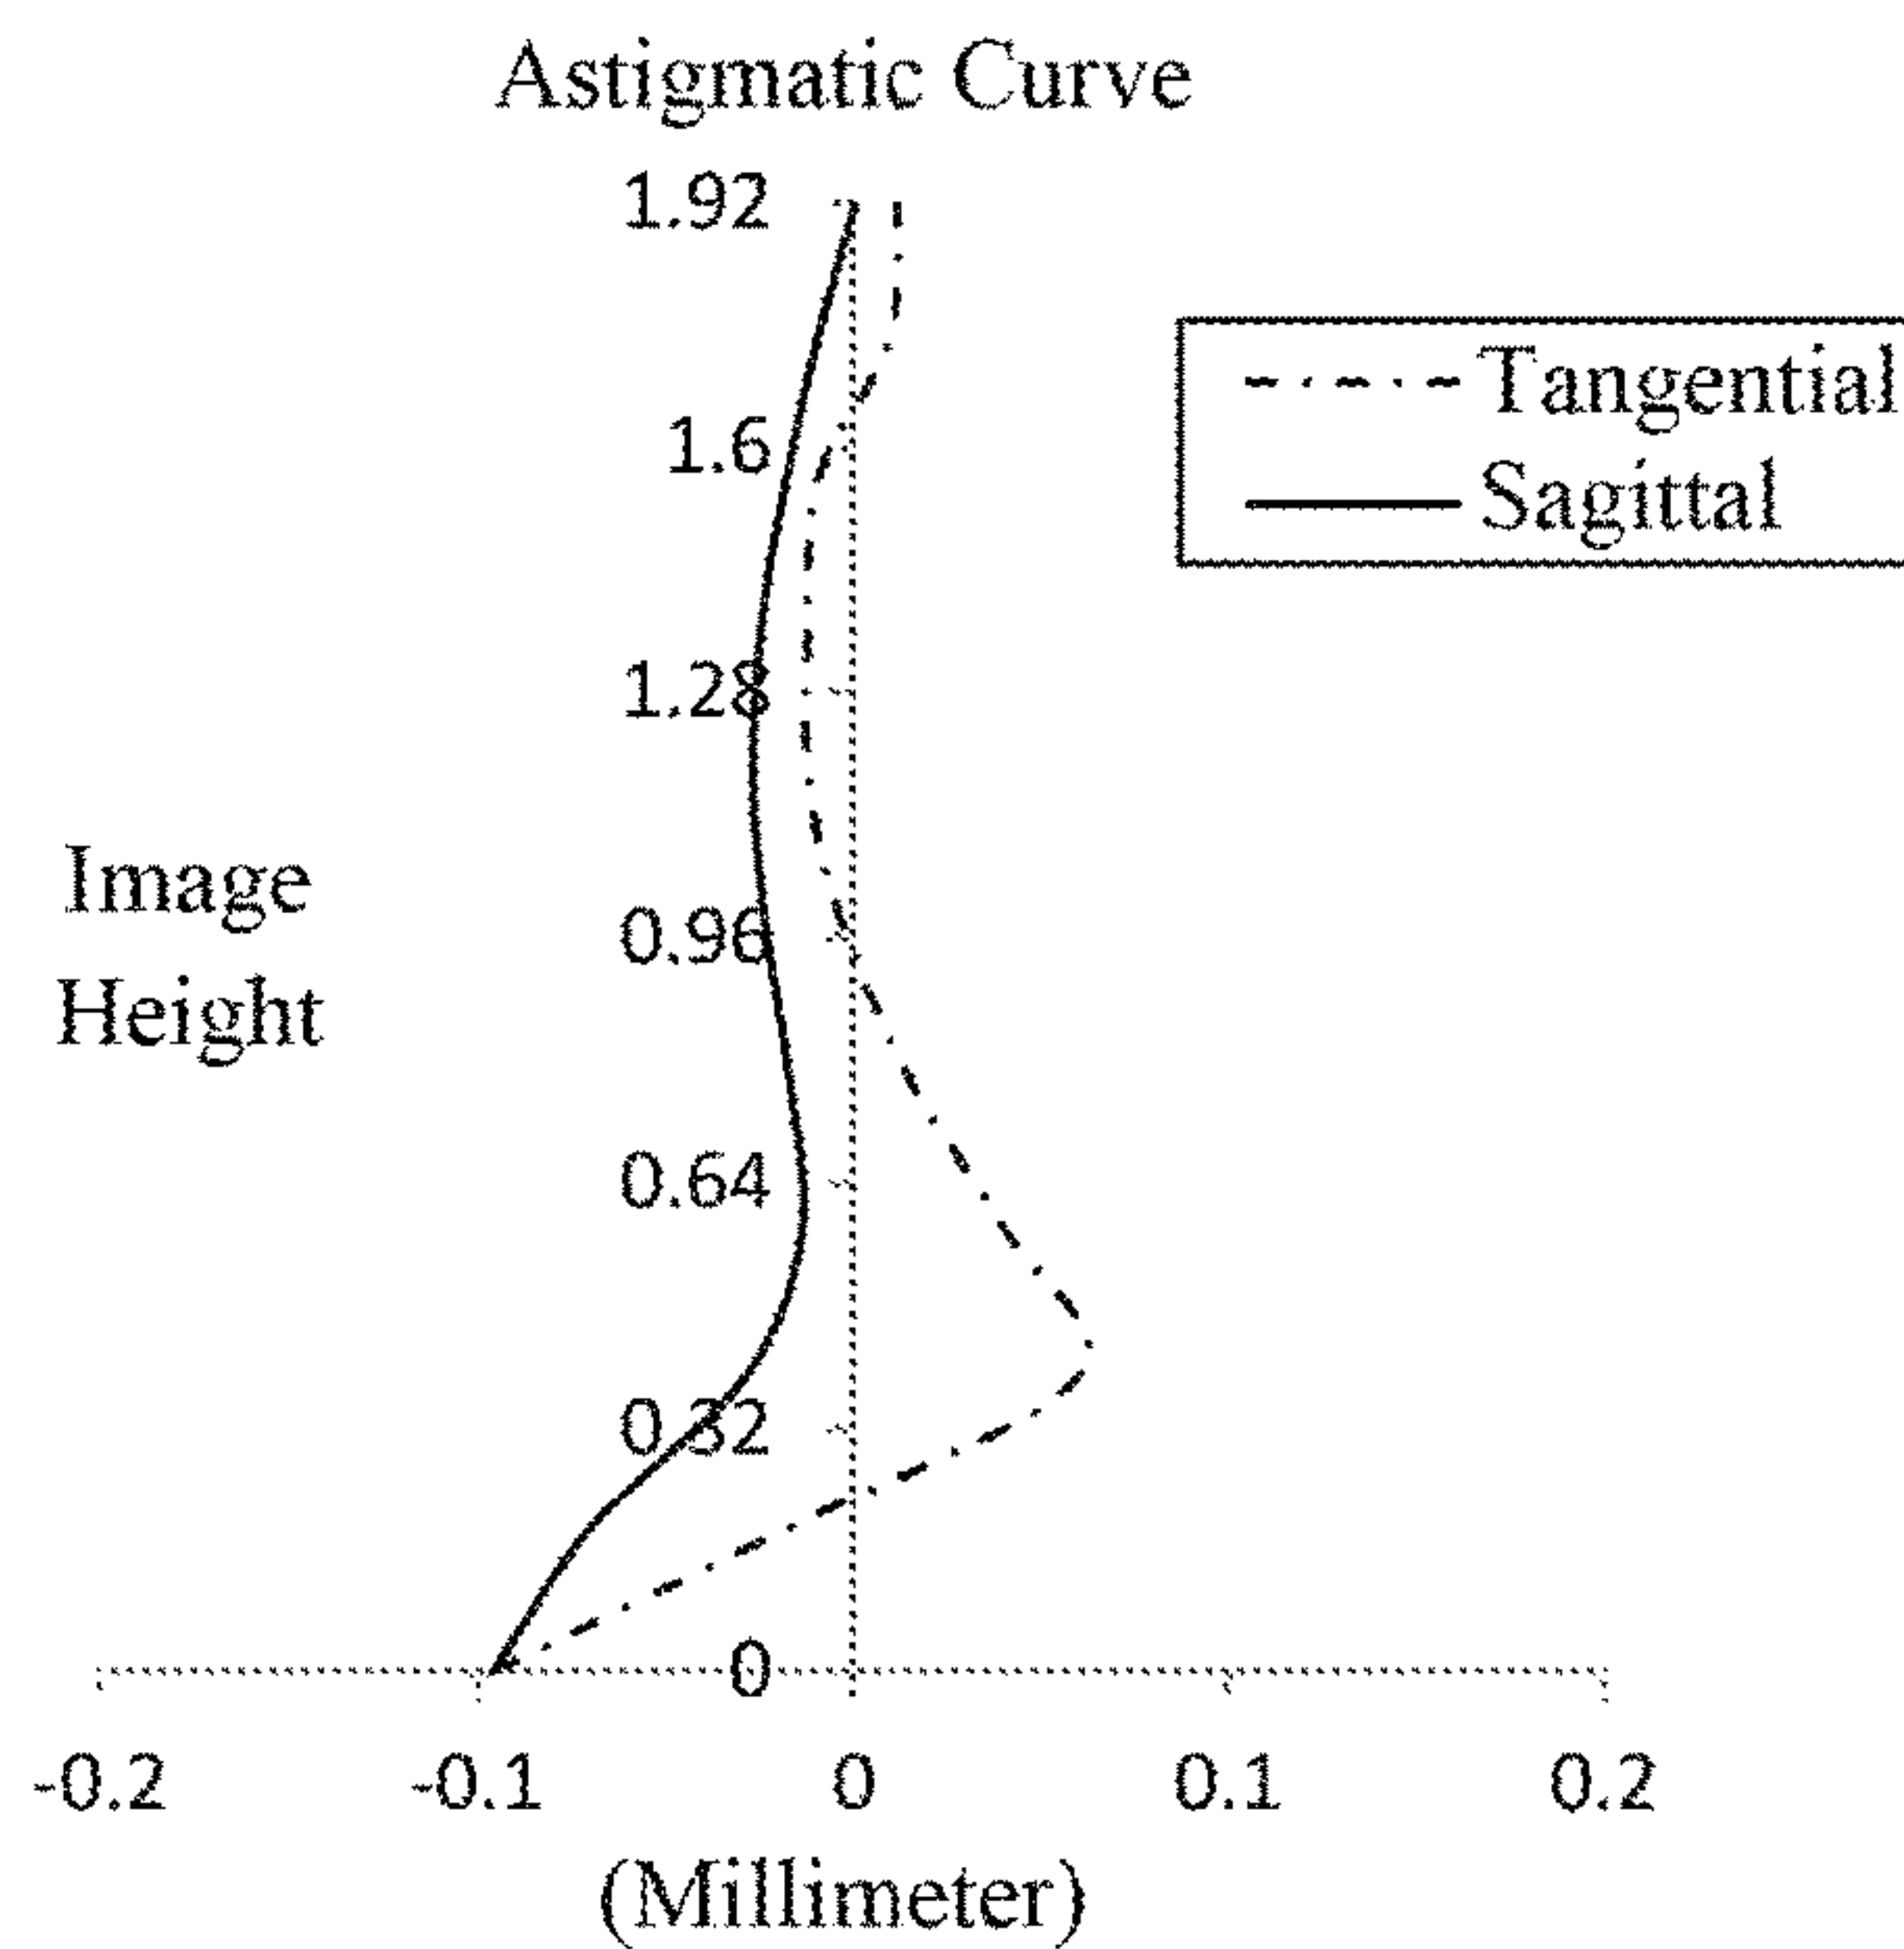 Astigmatic Curve
1.92
Tangential
1.6
Sagittal
1.28
Image
Height
0.96
0.64
0.32
0
-0.2
-0.1
0
0.1
0.2
(Millimeter)